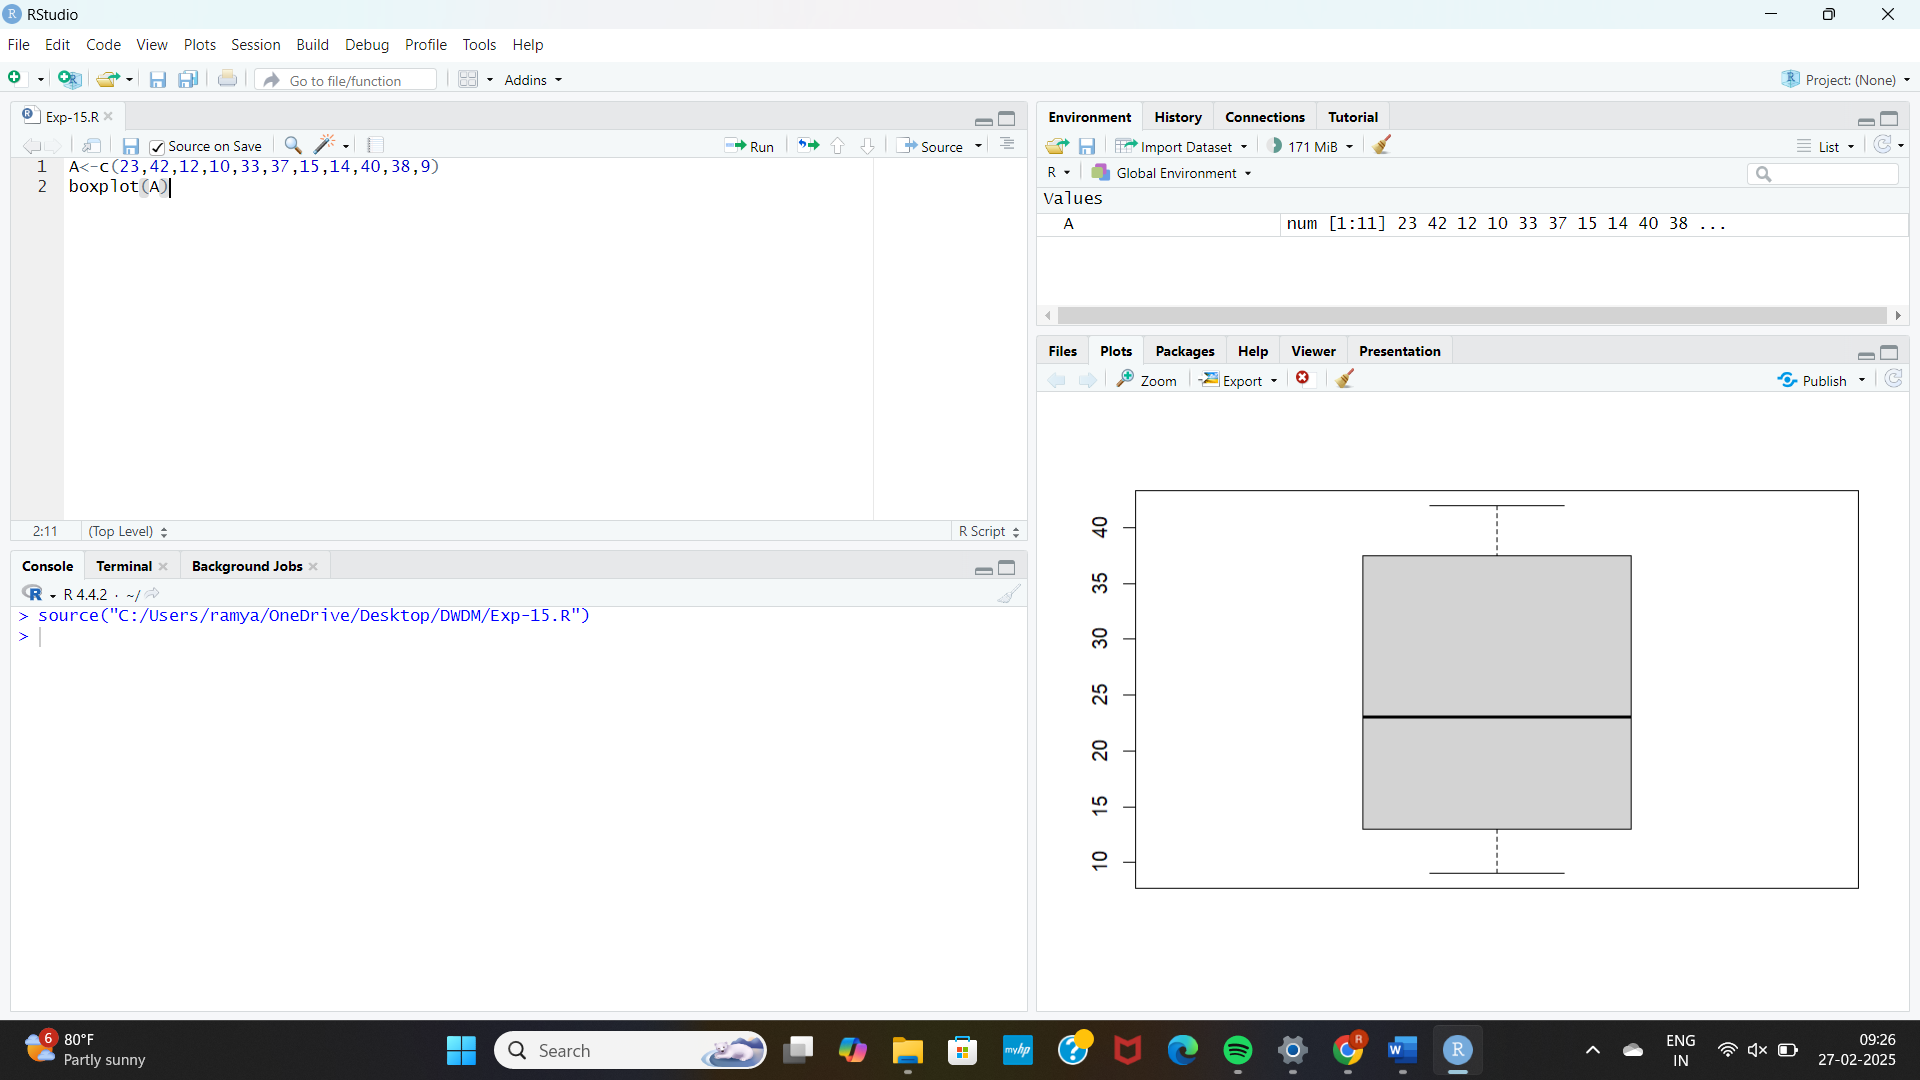 RStudio
File Edit Code View Plots Session Build Debug Profile Tools Help
Go to file/function Addins Project: (None)
Exp-15.R
Source on Save Run Source
1 A<-c(23,42,12,10,33,37,15,14,40,38,9)
2 boxplot(A)
2:11 (Top Level) R Script
Console Terminal Background Jobs
R 4.4.2 · ~/
> source("C:/Users/ramya/OneDrive/Desktop/DWDM/Exp-15.R")
>
Environment History Connections Tutorial
Import Dataset 171 MiB List
R Global Environment
Values
A num [1:11] 23 42 12 10 33 37 15 14 40 38 ...
Files Plots Packages Help Viewer Presentation
Zoom Export Publish
40
35
30
25
20
15
10
6
80°F
Partly sunny
Search
myhp
R
W
R
ENG
IN
09:26
27-02-2025